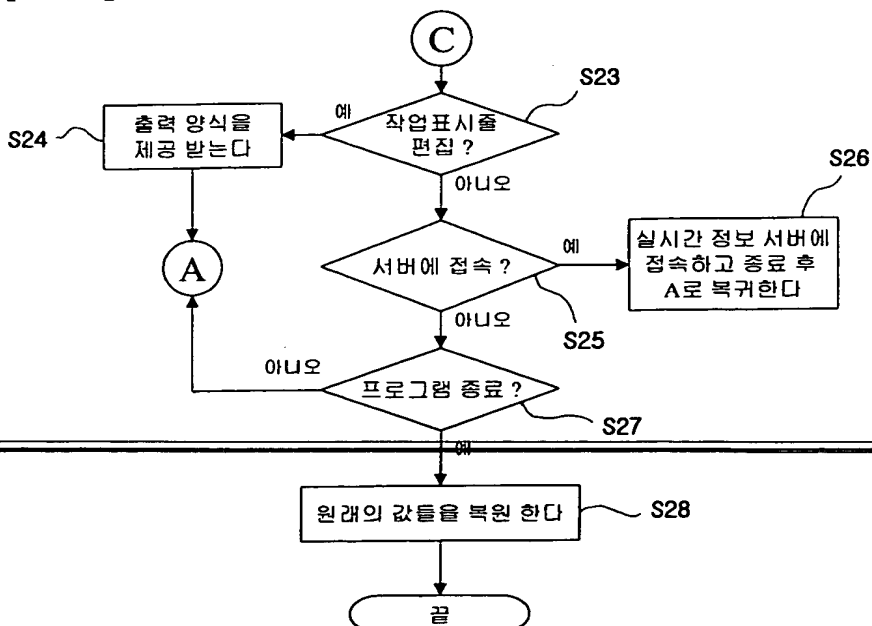 C
S23
예
작업표시줄
편집 ?
출력 양식을
제공 받는다
S24
아니오
S26
A
서버에 접속 ?
예
실시간 정보 서버에
접속하고 종료 후
A로 복귀한다
S25
아니오
아니오
프로그램 종료 ?
S27
예
원래의 값들을 복원 한다
S28
끝